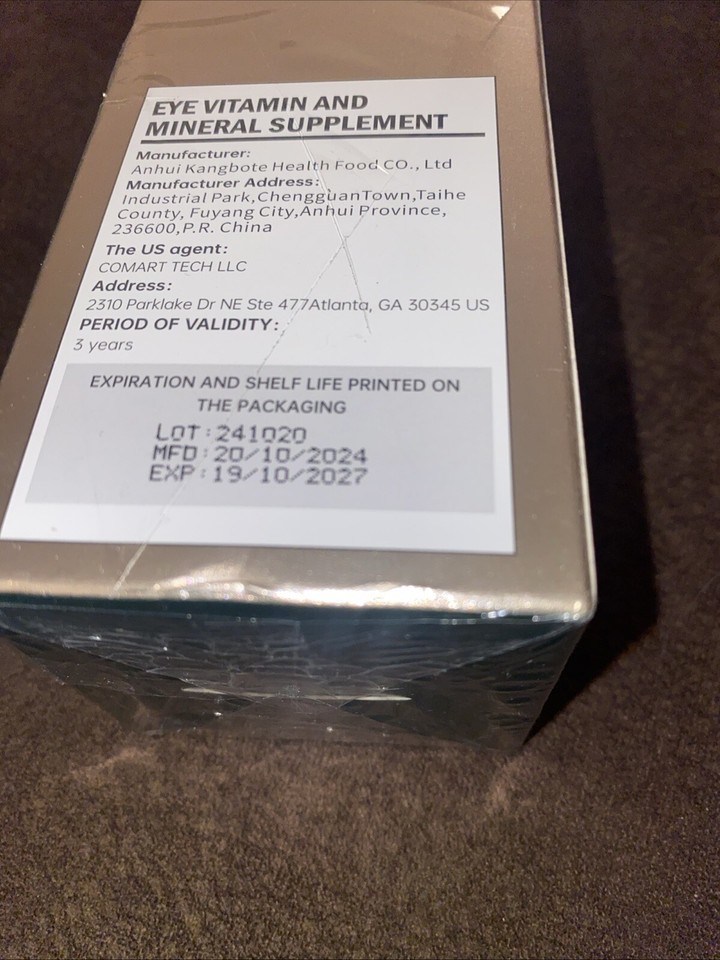 EYE VITAMIN AND
MINERAL SUPPLEMENT
Manufacturer:
Anhui Kangbote Health Food CO., Ltd
Manufacturer Address:
Industrial Park,ChengguanTown,Taihe
County, Fuyang City,Anhui Province,
236600,P.R. China
The US agent:
COMART TECH LLC
Address:
2310 Parklake Dr NE Ste 477Atlanta, GA 30345 US
PERIOD OF VALIDITY:
3 years
EXPIRATION AND SHELF LIFE PRINTED ON
THE PACKAGING
LOT:241020
MFD:20/10/2024
EXP:19/10/2027